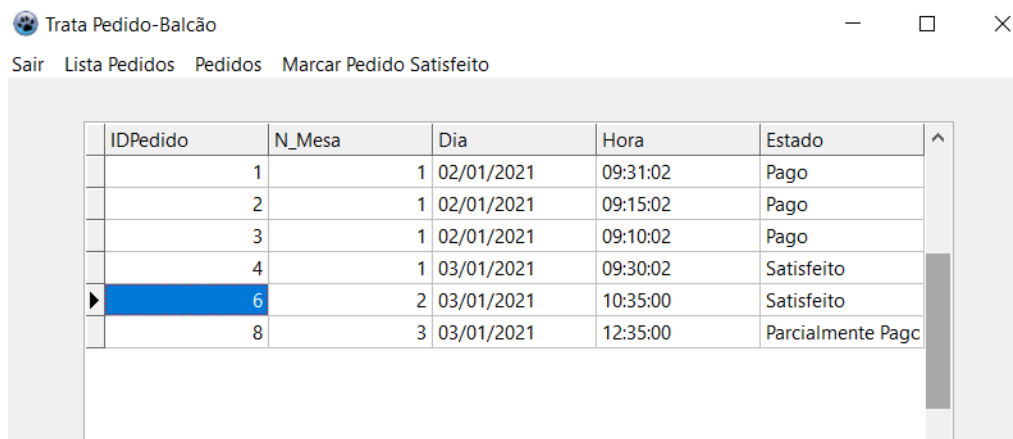 Trata Pedido-Balcão
Sair Lista Pedidos Pedidos Marcar Pedido Satisfeito
IDPedido N_Mesa Dia Hora Estado
1 1 02/01/2021 09:31:02 Pago
2 1 02/01/2021 09:15:02 Pago
3 1 02/01/2021 09:10:02 Pago
4 1 03/01/2021 09:30:02 Satisfeito
6 2 03/01/2021 10:35:00 Satisfeito
8 3 03/01/2021 12:35:00 Parcialmente Pago